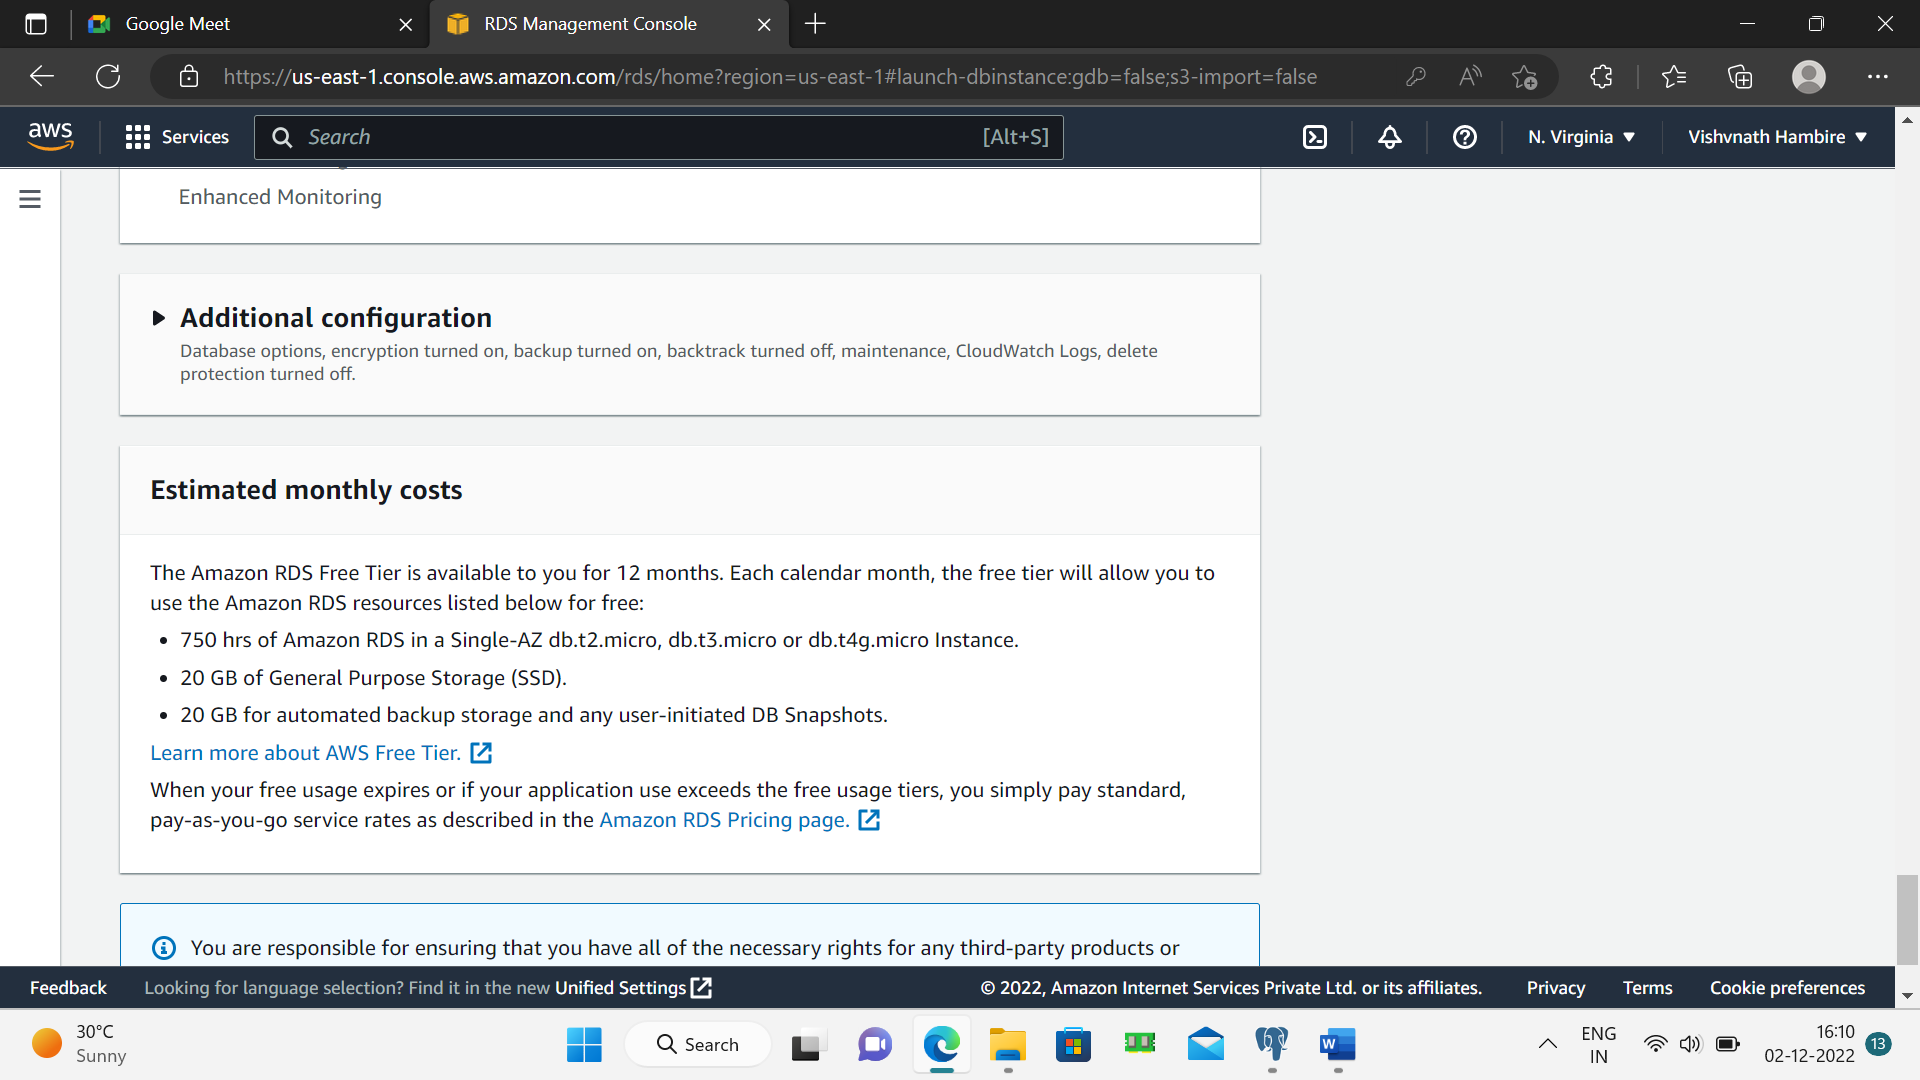 Google Meet
RDS Management Console
https://us-east-1.console.aws.amazon.com/rds/home?region=us-east-1#launch-dbinstance:gdb=false;s3-import=false
aws
Services
Search
[Alt+S]
N. Virginia
Vishvnath Hambire
Enhanced Monitoring
Additional configuration
Database options, encryption turned on, backup turned on, backtrack turned off, maintenance, CloudWatch Logs, delete
protection turned off.
Estimated monthly costs
The Amazon RDS Free Tier is available to you for 12 months. Each calendar month, the free tier will allow you to
use the Amazon RDS resources listed below for free:
• 750 hrs of Amazon RDS in a Single-AZ db.t2.micro, db.t3.micro or db.t4g.micro Instance.
• 20 GB of General Purpose Storage (SSD).
• 20 GB for automated backup storage and any user-initiated DB Snapshots.
Learn more about AWS Free Tier.
When your free usage expires or if your application use exceeds the free usage tiers, you simply pay standard,
pay-as-you-go service rates as described in the Amazon RDS Pricing page.
You are responsible for ensuring that you have all of the necessary rights for any third-party products or
Feedback
Looking for language selection? Find it in the new Unified Settings
© 2022, Amazon Internet Services Private Ltd. or its affiliates.
Privacy
Terms
Cookie preferences
30°C
Sunny
Search
W
ENG
IN
16:10
02-12-2022
13